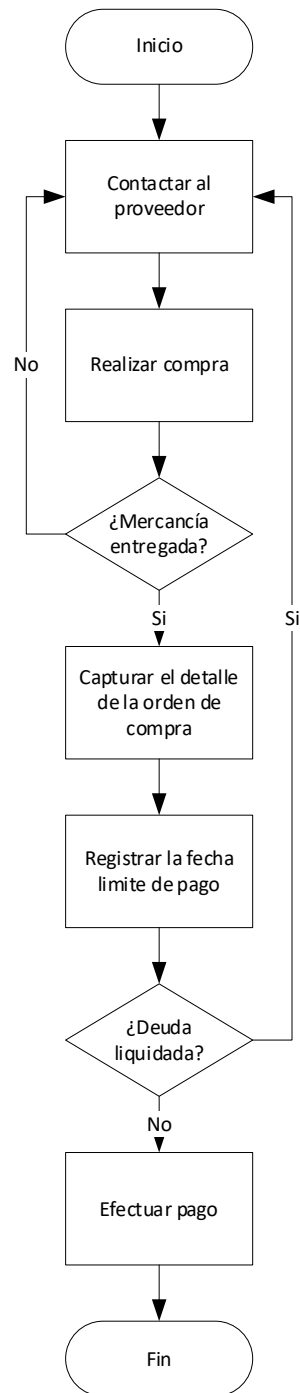 Inicio
Contactar al
proveedor
Realizar compra
No
¿Mercancía
entregada?
Si
Si
Capturar el detalle
de la orden de
compra
Registrar la fecha
limite de pago
¿Deuda
liquidada?
No
Efectuar pago
Fin